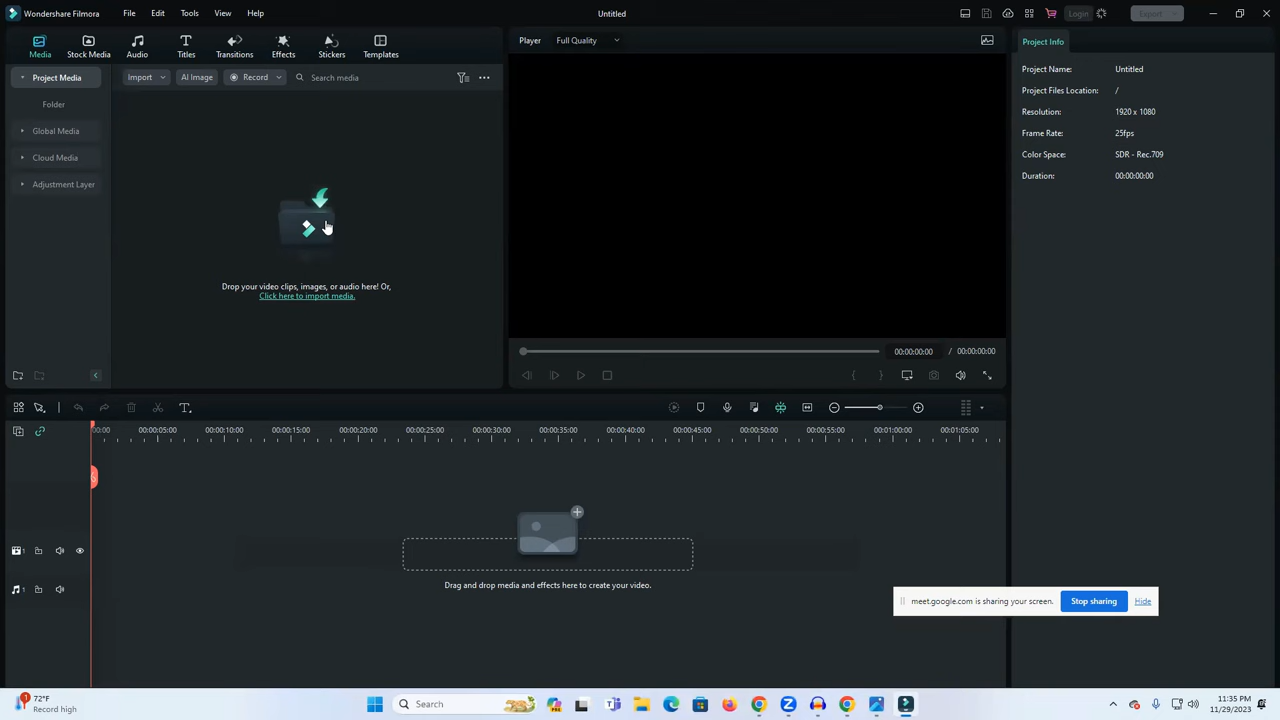 Wondershare Filmora File Edit Tools View Help Untitled Login Export
Media Stock Media Audio Titles Transitions Effects Stickers Templates
Player Full Quality
Project Info
Project Media
Import AI Image Record Search media
Folder
Global Media
Cloud Media
Adjustment Layer
Drop your video clips, images, or audio here! Or,
Click here to import media.
Project Name: Untitled
Project Files Location: /
Resolution: 1920 x 1080
Frame Rate: 25fps
Color Space: SDR - Rec.709
Duration: 00:00:00:00
00:00:00:00 / 00:00:00:00
:00:00 00:00:05:00 00:00:10:00 00:00:15:00 00:00:20:00 00:00:25:00 00:00:30:00 00:00:35:00 00:00:40:00 00:00:45:00 00:00:50:00 00:00:55:00 00:01:00:00 00:01:05:00
1
1
Drag and drop media and effects here to create your video.
meet.google.com is sharing your screen. Stop sharing Hide
1 72°F
Record high
Search
11:35 PM
11/29/2023